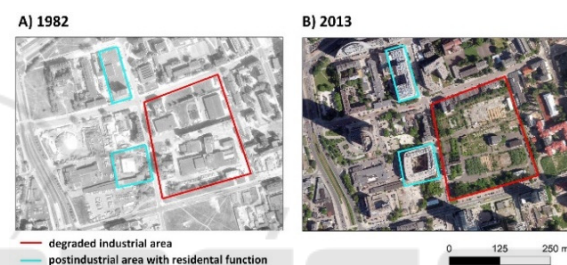 A) 1982
B) 2013
degraded industrial area
postindustrial area with residental function
0 125 250 m